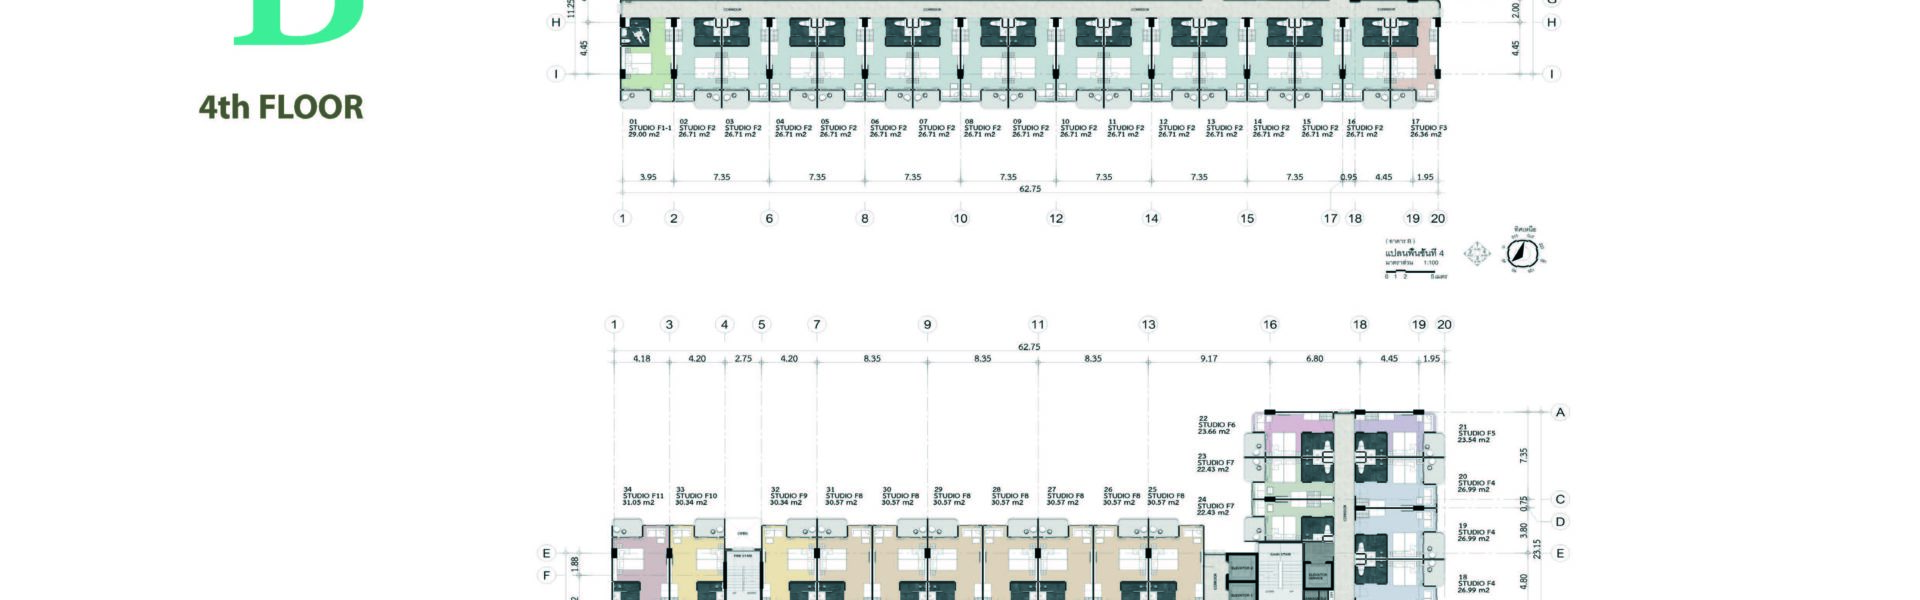 B
4th FLOOR
11.25
H
4.45
I
CORRIDOR
CORRIDOR
CORRIDOR
CORRIDOR
G
2.00
H
4.45
I
01
STUDIO F1-1
29.00 m2
02
STUDIO F2
26.71 m2
03
STUDIO F2
26.71 m2
04
STUDIO F2
26.71 m2
05
STUDIO F2
26.71 m2
06
STUDIO F2
26.71 m2
07
STUDIO F2
26.71 m2
08
STUDIO F2
26.71 m2
09
STUDIO F2
26.71 m2
10
STUDIO F2
26.71 m2
11
STUDIO F2
26.71 m2
12
STUDIO F2
26.71 m2
13
STUDIO F2
26.71 m2
14
STUDIO F2
26.71 m2
15
STUDIO F2
26.71 m2
16
STUDIO F2
26.71 m2
17
STUDIO F3
26.36 m2
3.95 7.35 7.35 7.35 7.35 7.35 7.35 7.35 0.95 4.45 1.95
62.75
1 2 6 8 10 12 14 15 17 18 19 20
ทิศเหนือ
( อาคาร B )
แปลนพื้นชั้นที่ 4
มาตราส่วน 1:100
0 1 2 5 เมตร
1 3 4 5 7 9 11 13 16 18 19 20
62.75
4.18 4.20 2.75 4.20 8.35 8.35 8.35 9.17 6.80 4.45 1.95
22
STUDIO F6
23.66 m2
23
STUDIO F7
22.43 m2
24
STUDIO F7
22.43 m2
21
STUDIO F5
23.54 m2
20
STUDIO F4
26.99 m2
19
STUDIO F4
26.99 m2
18
STUDIO F4
26.99 m2
34
STUDIO F11
31.05 m2
33
STUDIO F10
30.34 m2
32
STUDIO F9
30.34 m2
31
STUDIO F8
30.57 m2
30
STUDIO F8
30.57 m2
29
STUDIO F8
30.57 m2
28
STUDIO F8
30.57 m2
27
STUDIO F8
30.57 m2
26
STUDIO F8
30.57 m2
25
STUDIO F8
30.57 m2
E
F
1.88
CORRIDOR
CORRIDOR
A
7.35
C
0.75
D
3.80
E
23.15
4.80